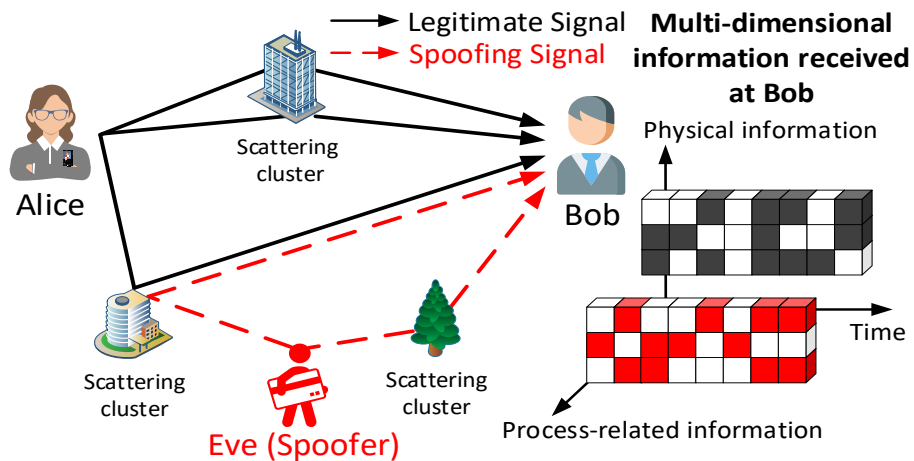 Legitimate Signal
Spoofing Signal
Multi-dimensional
information received
at Bob
Physical information
Scattering
cluster
Alice
Bob
Time
Scattering
cluster
Scattering
cluster
Eve (Spoofer)
Process-related information